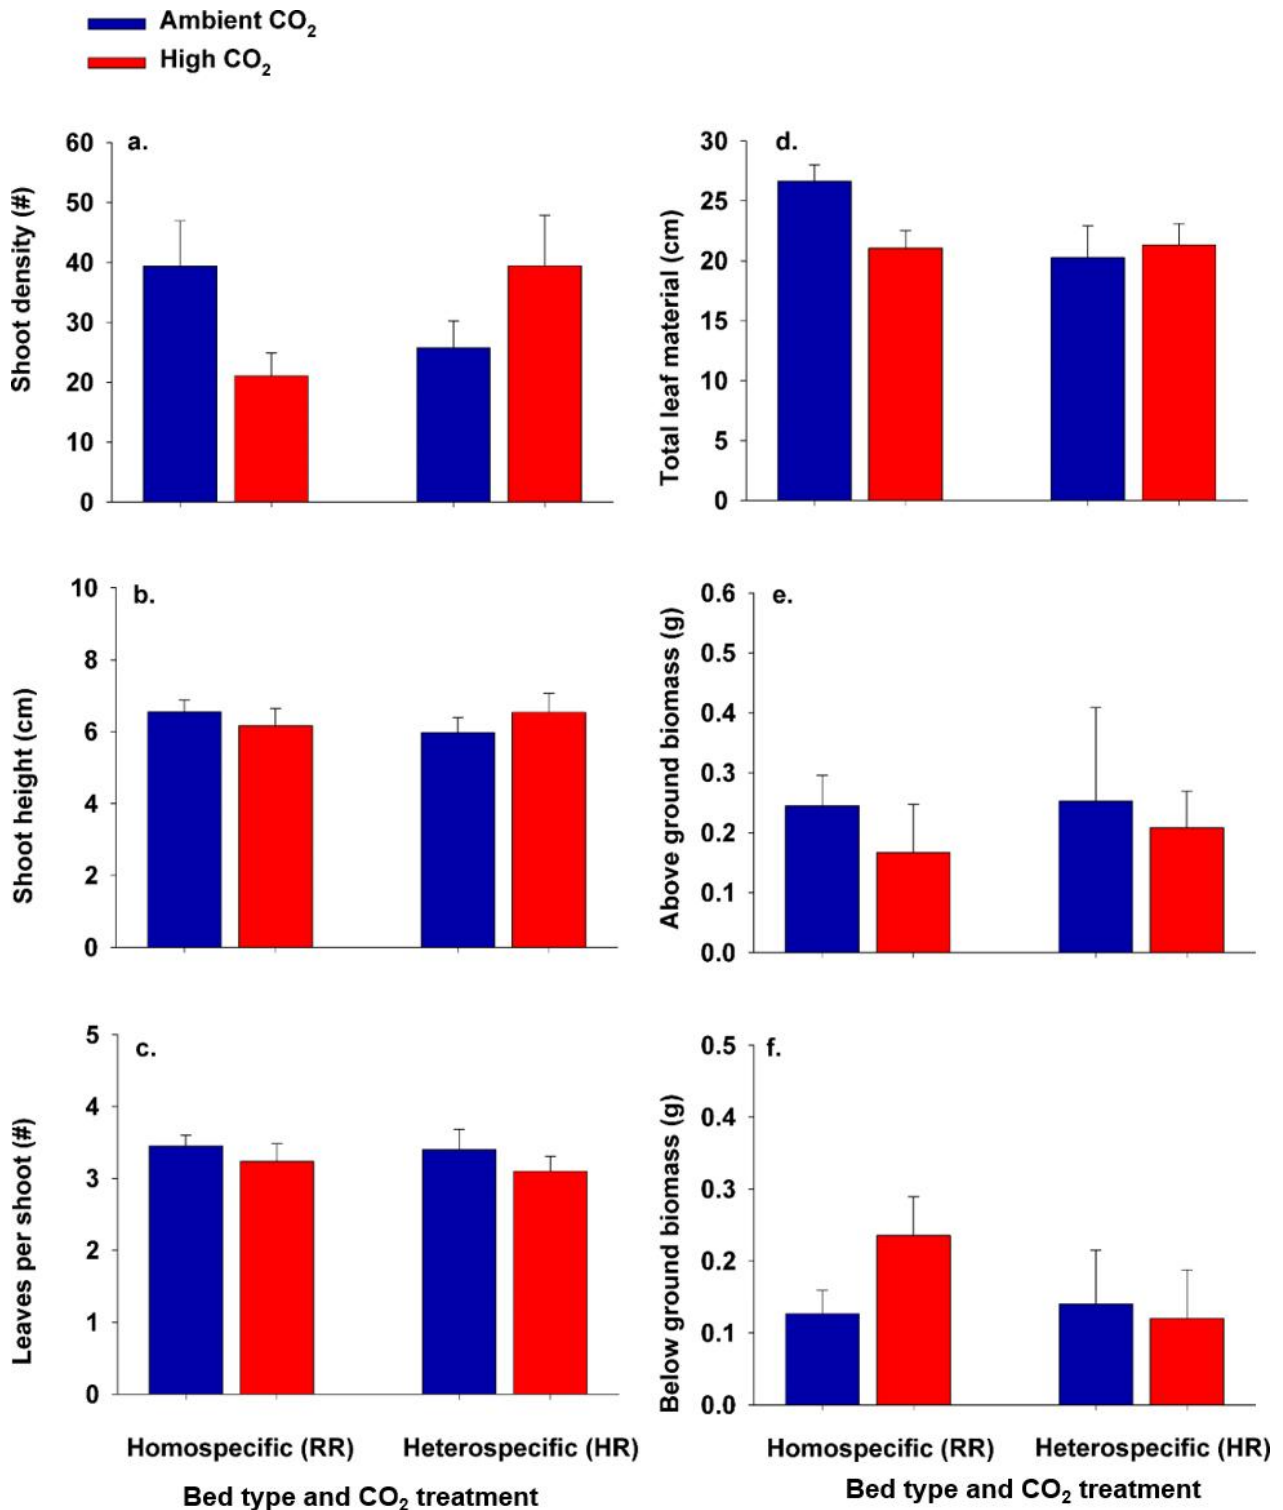 Ambient CO₂
High CO₂
a.
Shoot density (#)
60
50
40
30
20
10
0
d.
Total leaf material (cm)
30
25
20
15
10
5
0
b.
Shoot height (cm)
10
8
6
4
2
0
e.
Above ground biomass (g)
0.6
0.5
0.4
0.3
0.2
0.1
0.0
c.
Leaves per shoot (#)
5
4
3
2
1
0
f.
Below ground biomass (g)
0.5
0.4
0.3
0.2
0.1
0.0
Homospecific (RR) Heterospecific (HR)
Bed type and CO₂ treatment
Homospecific (RR) Heterospecific (HR)
Bed type and CO₂ treatment